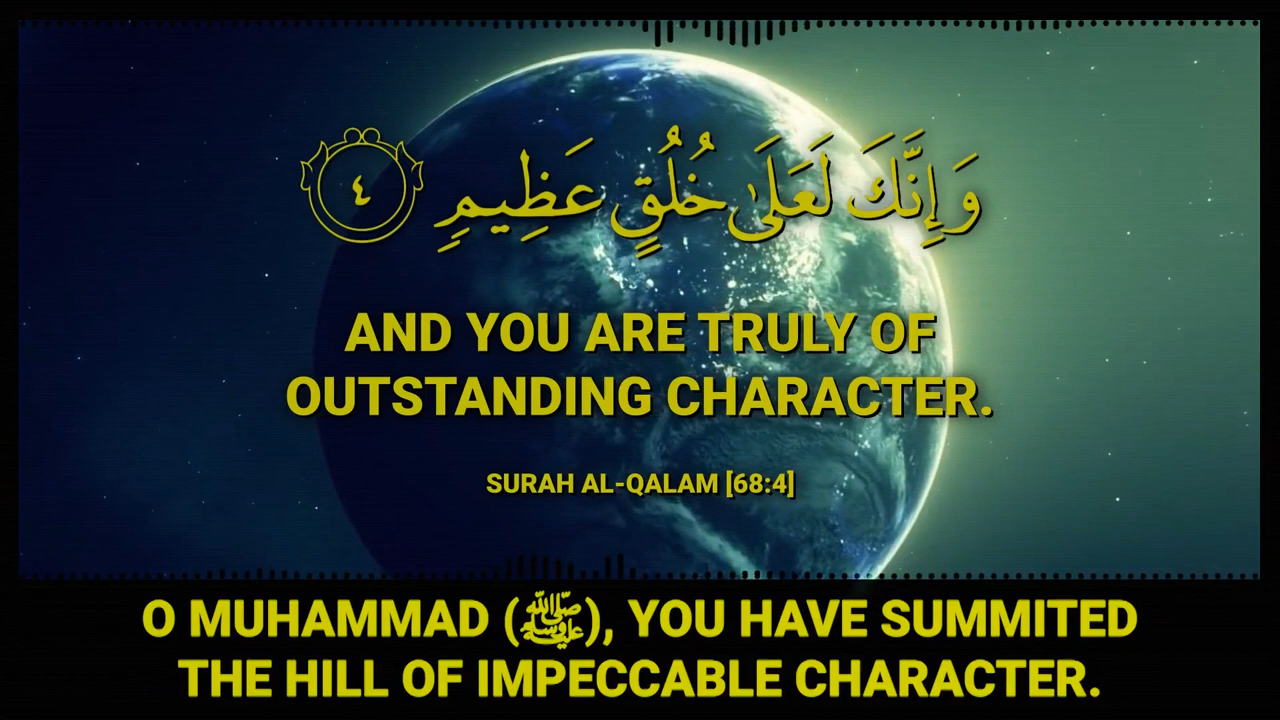 وَإِنَّكَ لَعَلَىٰ خُلُقٍ عَظِيمٍ ٤
AND YOU ARE TRULY OF
OUTSTANDING CHARACTER.
SURAH AL-QALAM [68:4]
O MUHAMMAD (ﷺ), YOU HAVE SUMMITED
THE HILL OF IMPECCABLE CHARACTER.